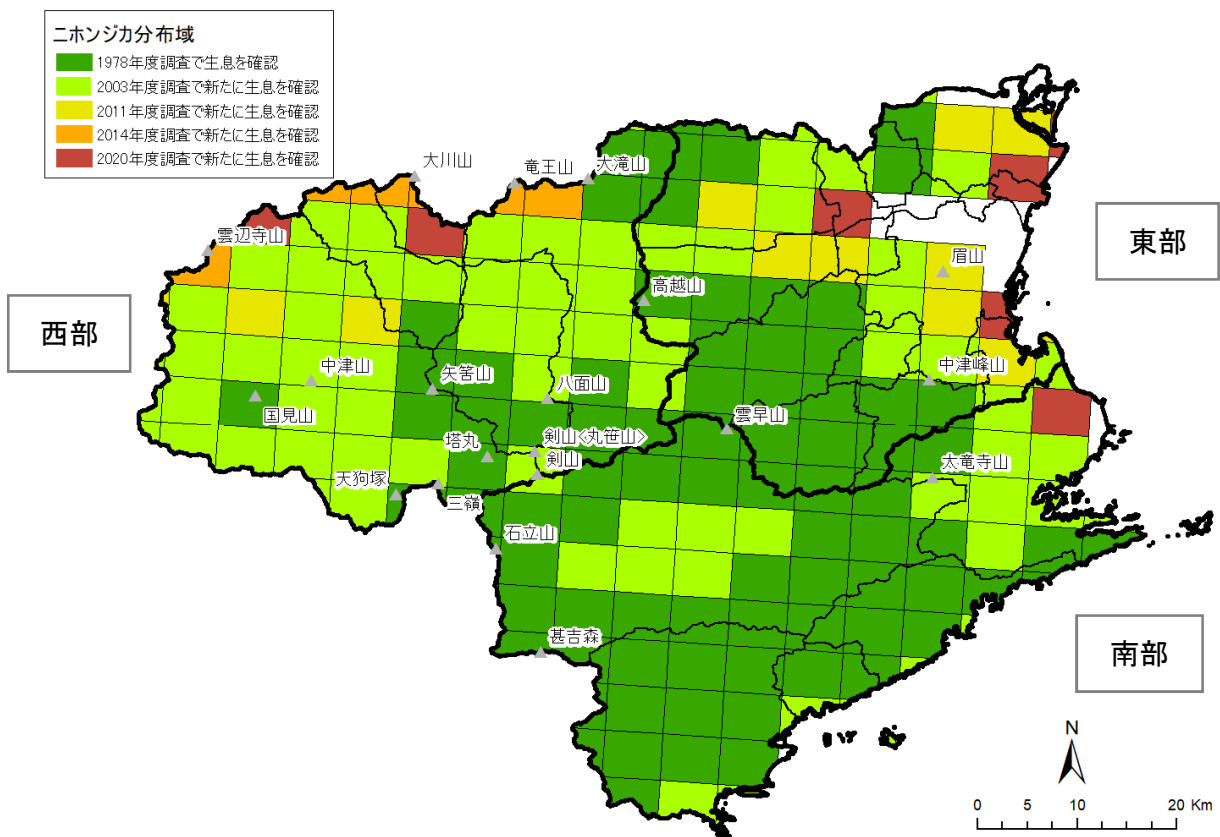 ニホンジカ分布域
1978年度調査で生息を確認
2003年度調査で新たに生息を確認
2011年度調査で新たに生息を確認
2014年度調査で新たに生息を確認
2020年度調査で新たに生息を確認
大川山
竜王山
大滝山
雲辺寺山
眉山
東部
高越山
西部
中津山
矢筈山
八面山
中津峰山
国見山
雲早山
塔丸
剣山<丸笹山>
剣山
太竜寺山
天狗塚
三嶺
石立山
甚吉森
南部
N
0 5 10 20 Km